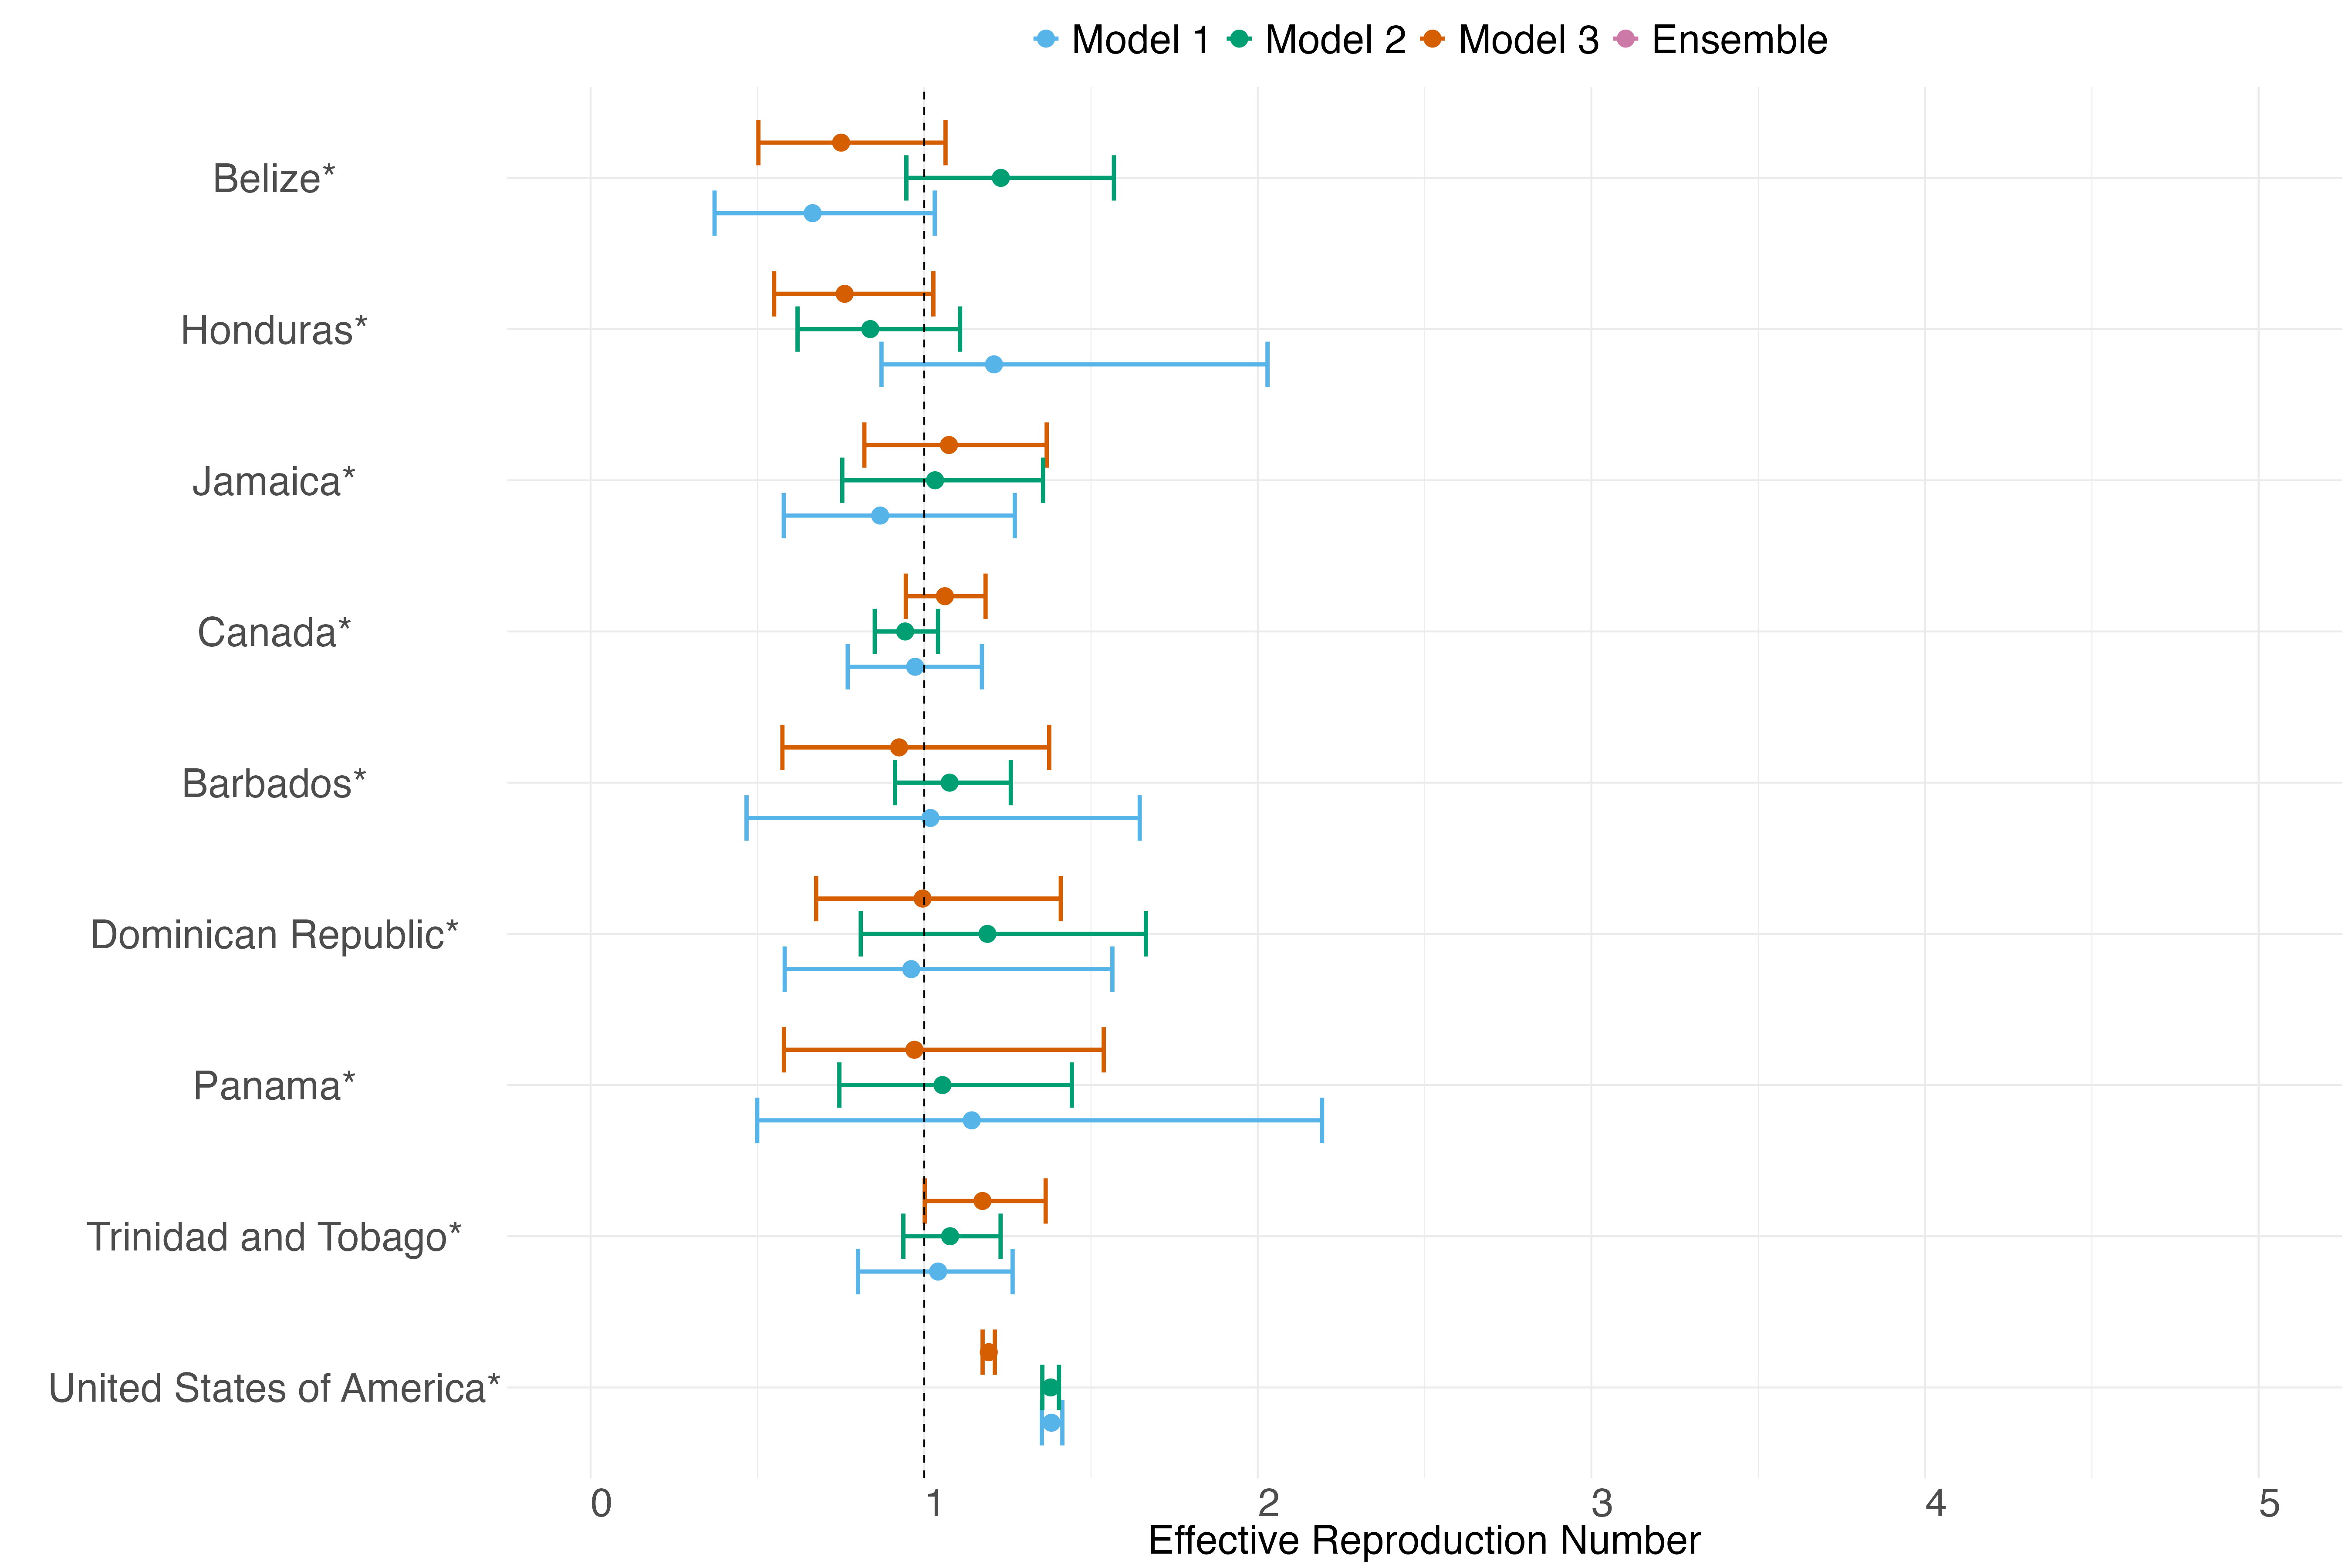 Model 1 Model 2 Model 3 Ensemble
Belize*
Honduras*
Jamaica*
Canada*
Barbados*
Dominican Republic*
Panama*
Trinidad and Tobago*
United States of America*
0 1 2 3 4 5
Effective Reproduction Number